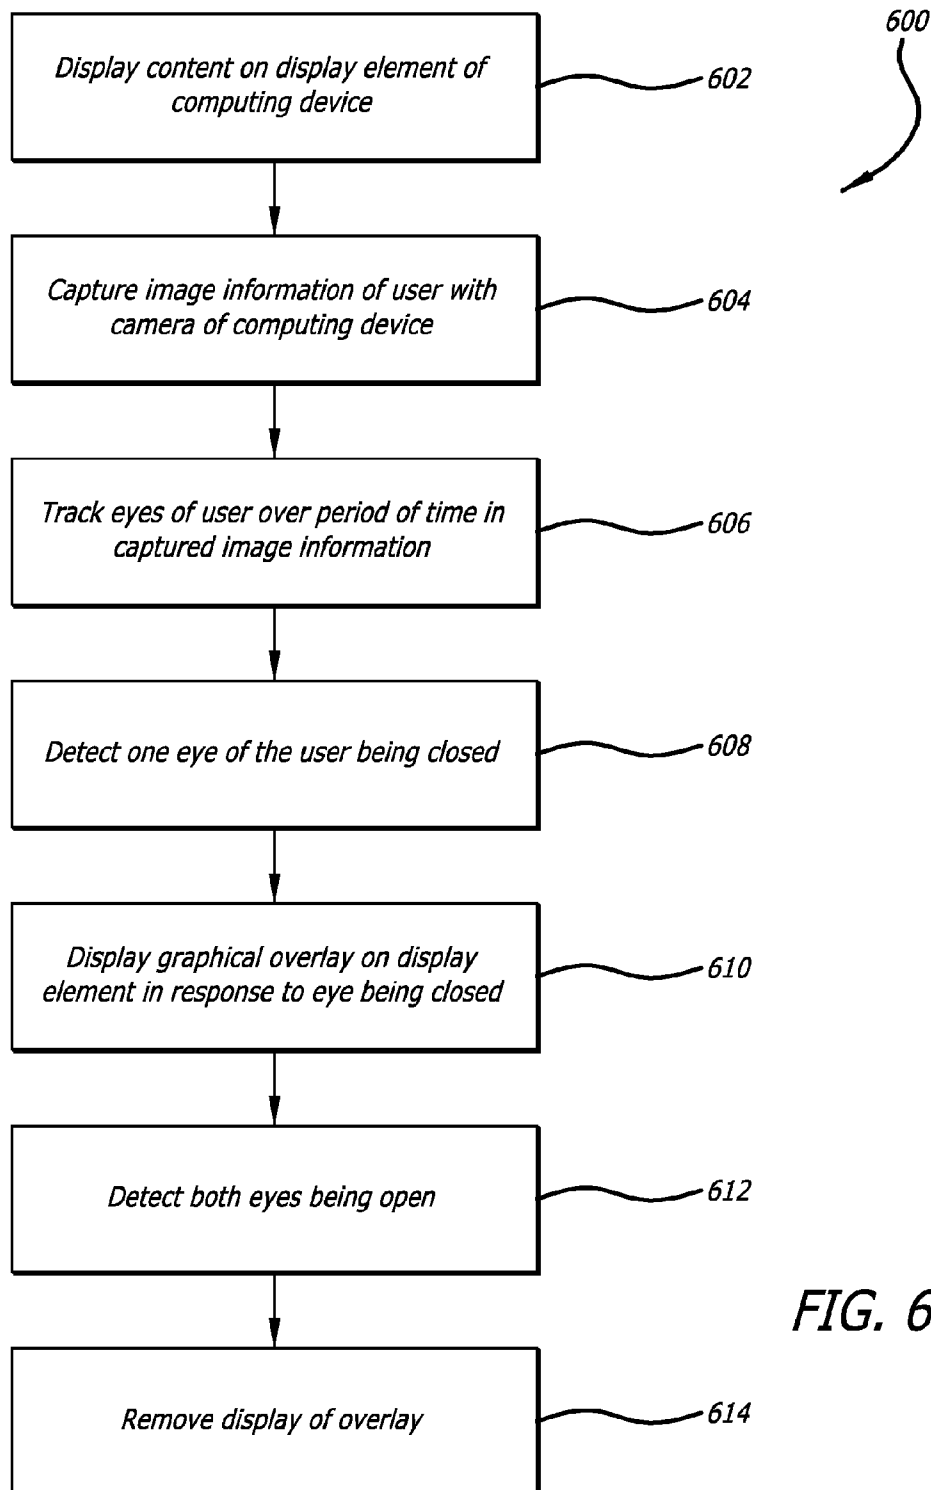 600
Display content on display element of
computing device
602
Capture image information of user with
camera of computing device
604
Track eyes of user over period of time in
captured image information
606
Detect one eye of the user being closed
608
Display graphical overlay on display
element in response to eye being closed
610
Detect both eyes being open
612
FIG. 6
Remove display of overlay
614